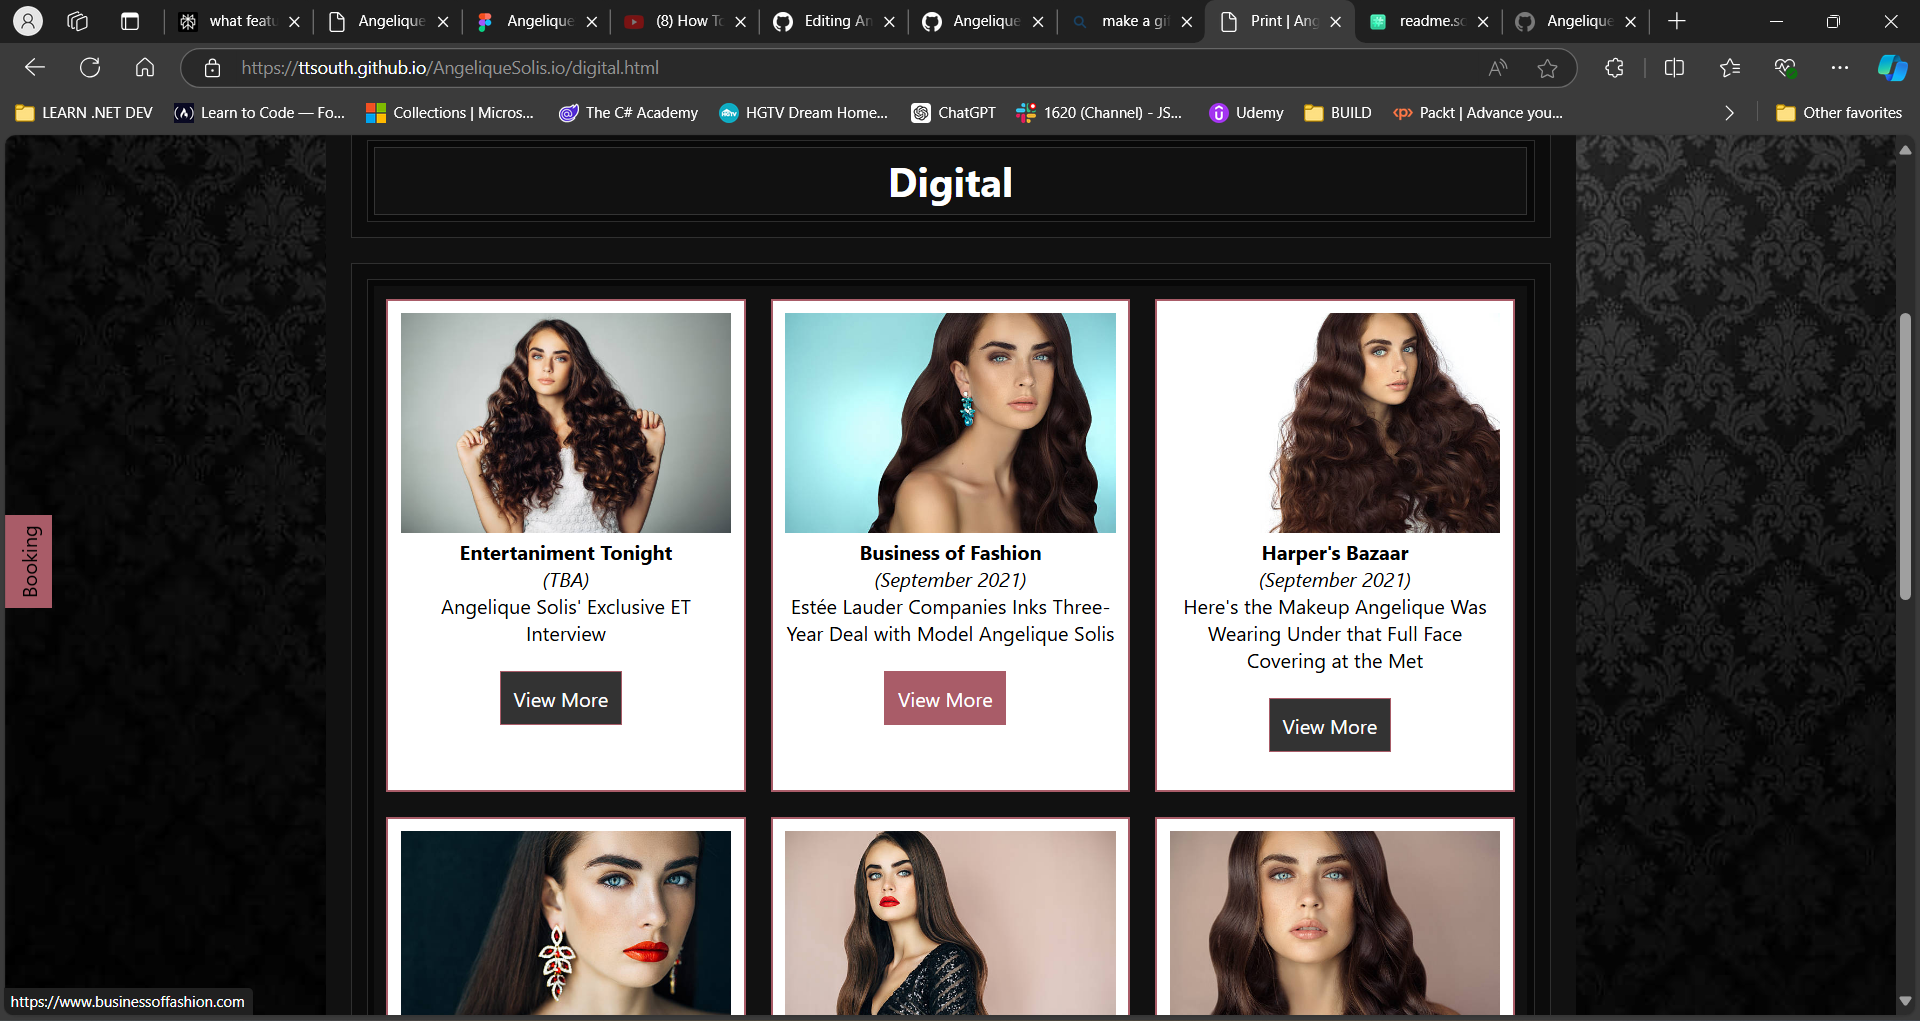 what featu
Angelique
Angelique
(8) How To
Editing An
Angelique
make a gif
Print | Ang
readme.so
Angelique
https://ttsouth.github.io/AngeliqueSolis.io/digital.html
LEARN .NET DEV
Learn to Code — Fo...
Collections | Micros...
The C# Academy
HGTV Dream Home...
ChatGPT
1620 (Channel) - JS...
Udemy
BUILD
Packt | Advance you...
Other favorites
Digital
Entertaniment Tonight
(TBA)
Angelique Solis' Exclusive ET
Interview
View More
Business of Fashion
(September 2021)
Estée Lauder Companies Inks Three-
Year Deal with Model Angelique Solis
View More
Harper's Bazaar
(September 2021)
Here's the Makeup Angelique Was
Wearing Under that Full Face
Covering at the Met
View More
Booking
https://www.businessoffashion.com